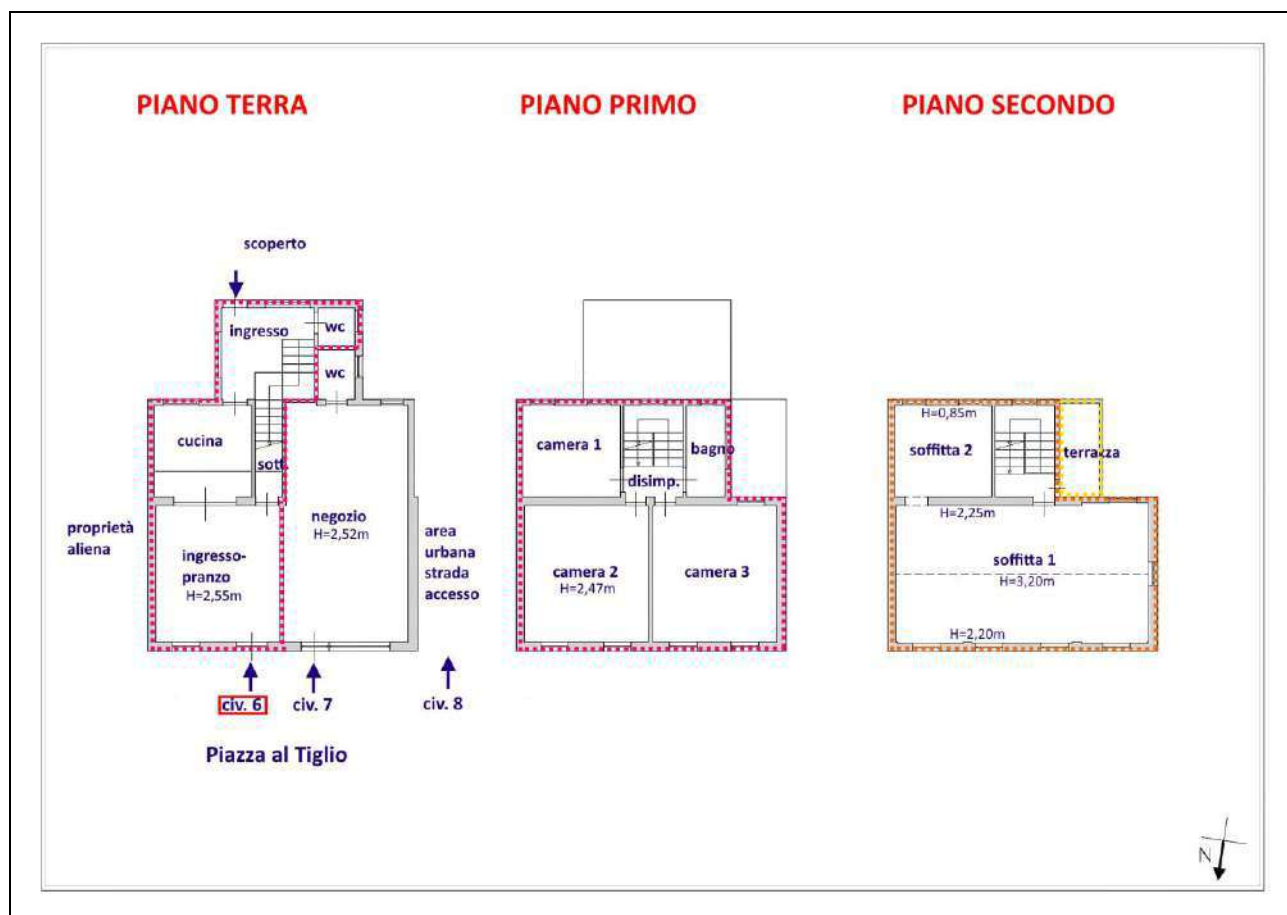 PIANO TERRA
PIANO PRIMO
PIANO SECONDO
scoperto
ingresso
wc
wc
cucina
sott.
proprietà
aliena
negozio
H=2,52m
ingresso-
pranzo
H=2,55m
area
urbana
strada
accesso
civ. 6
civ. 7
civ. 8
Piazza al Tiglio
camera 1
bagno
disimp.
camera 2
H=2,47m
camera 3
H=0,85m
soffitta 2
terrazza
H=2,25m
soffitta 1
H=3,20m
H=2,20m
N